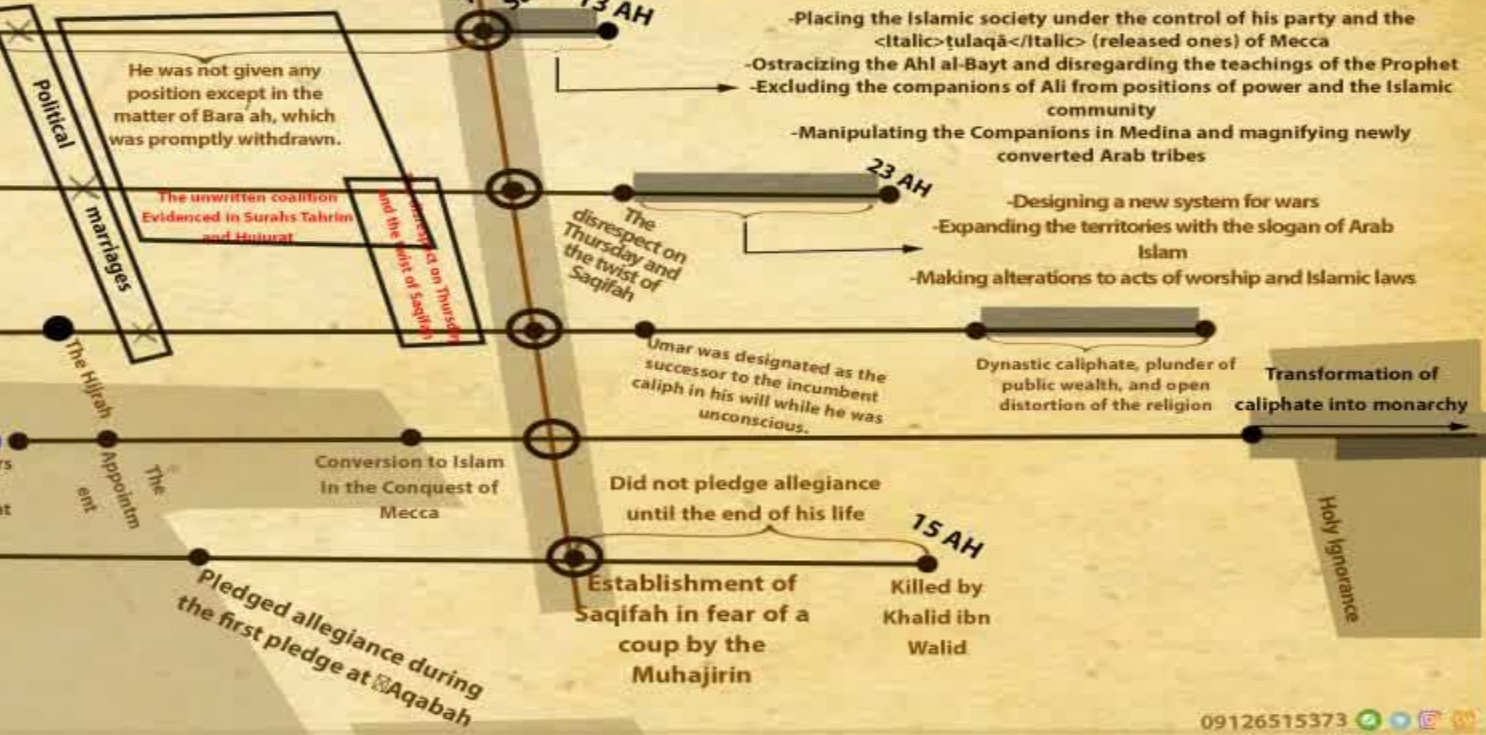 13 AH
-Placing the Islamic society under the control of his party and the
<Italic>ṭulaqā</Italic> (released ones) of Mecca
-Ostracizing the Ahl al-Bayt and disregarding the teachings of the Prophet
-Excluding the companions of Ali from positions of power and the Islamic
community
-Manipulating the Companions in Medina and magnifying newly
converted Arab tribes
He was not given any
position except in the
matter of Bara'ah, which
was promptly withdrawn.
Political
marriages
The unwritten coalition
Evidenced in Surahs Tahrim
and Hujurat
disrespect on Thursday
and the twist of Saqifah
23 AH
The
disrespect on
Thursday and
the twist of
Saqifah
-Designing a new system for wars
-Expanding the territories with the slogan of Arab
Islam
-Making alterations to acts of worship and Islamic laws
The Hijrah
Umar was designated as the
successor to the incumbent
caliph in his will while he was
unconscious.
Dynastic caliphate, plunder of
public wealth, and open
distortion of the religion
Transformation of
caliphate into monarchy
The
Appointm
ent
Conversion to Islam
In the Conquest of
Mecca
Did not pledge allegiance
until the end of his life
15 AH
Holy Ignorance
Pledged allegiance during
the first pledge at Aqabah
Establishment of
Saqifah in fear of a
coup by the
Muhajirin
Killed by
Khalid ibn
Walid
09126515373